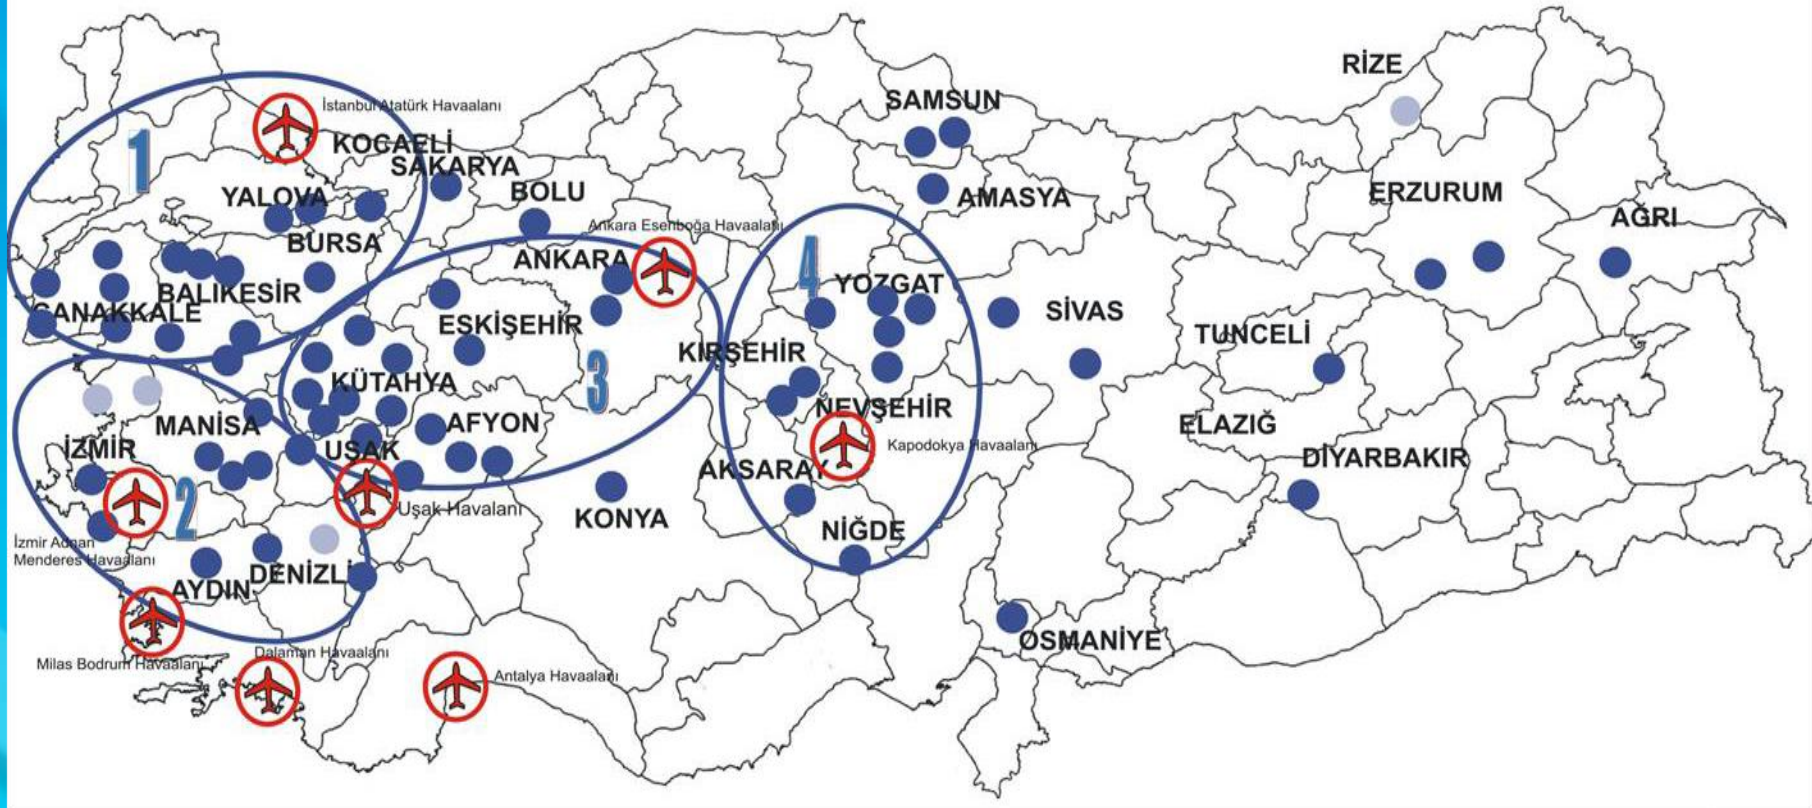 RİZE
SAMSUN
İstanbul Atatürk Havaalanı
1
KOCAELİ
SAKARYA
YALOVA
BOLU
AMASYA
ERZURUM
AĞRI
Ankara Esenboğa Havaalanı
BURSA
ANKARA
4
YOZGAT
BALIKESİR
ÇANAKKALE
ESKİŞEHİR
SİVAS
TUNCELİ
KIRŞEHİR
3
KÜTAHYA
NEVŞEHİR
MANİSA
AFYON
ELAZIĞ
İZMİR
UŞAK
Kapodokya Havaalanı
DİYARBAKIR
AKSARAY
2
Uşak Havalanı
KONYA
NİĞDE
İzmir Adnan
Menderes Havaalanı
DENİZLİ
AYDIN
OSMANİYE
Milas Bodrum Havaalanı
Dalaman Havaalanı
Antalya Havaalanı